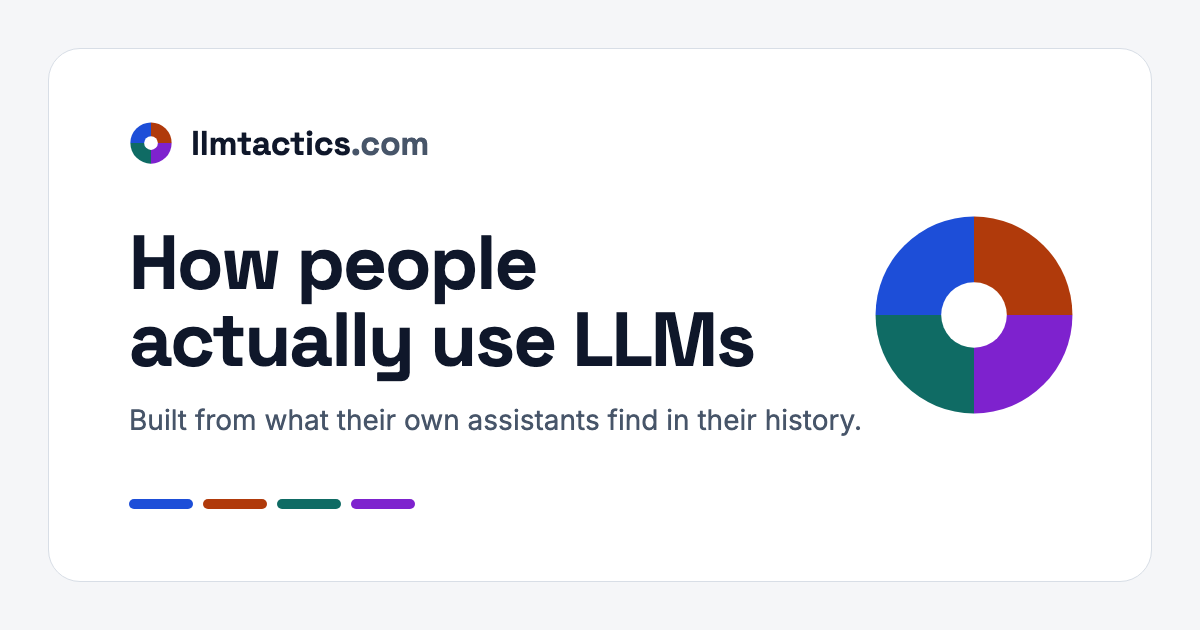 llmtactics.com
How people
actually use LLMs
Built from what their own assistants find in their history.